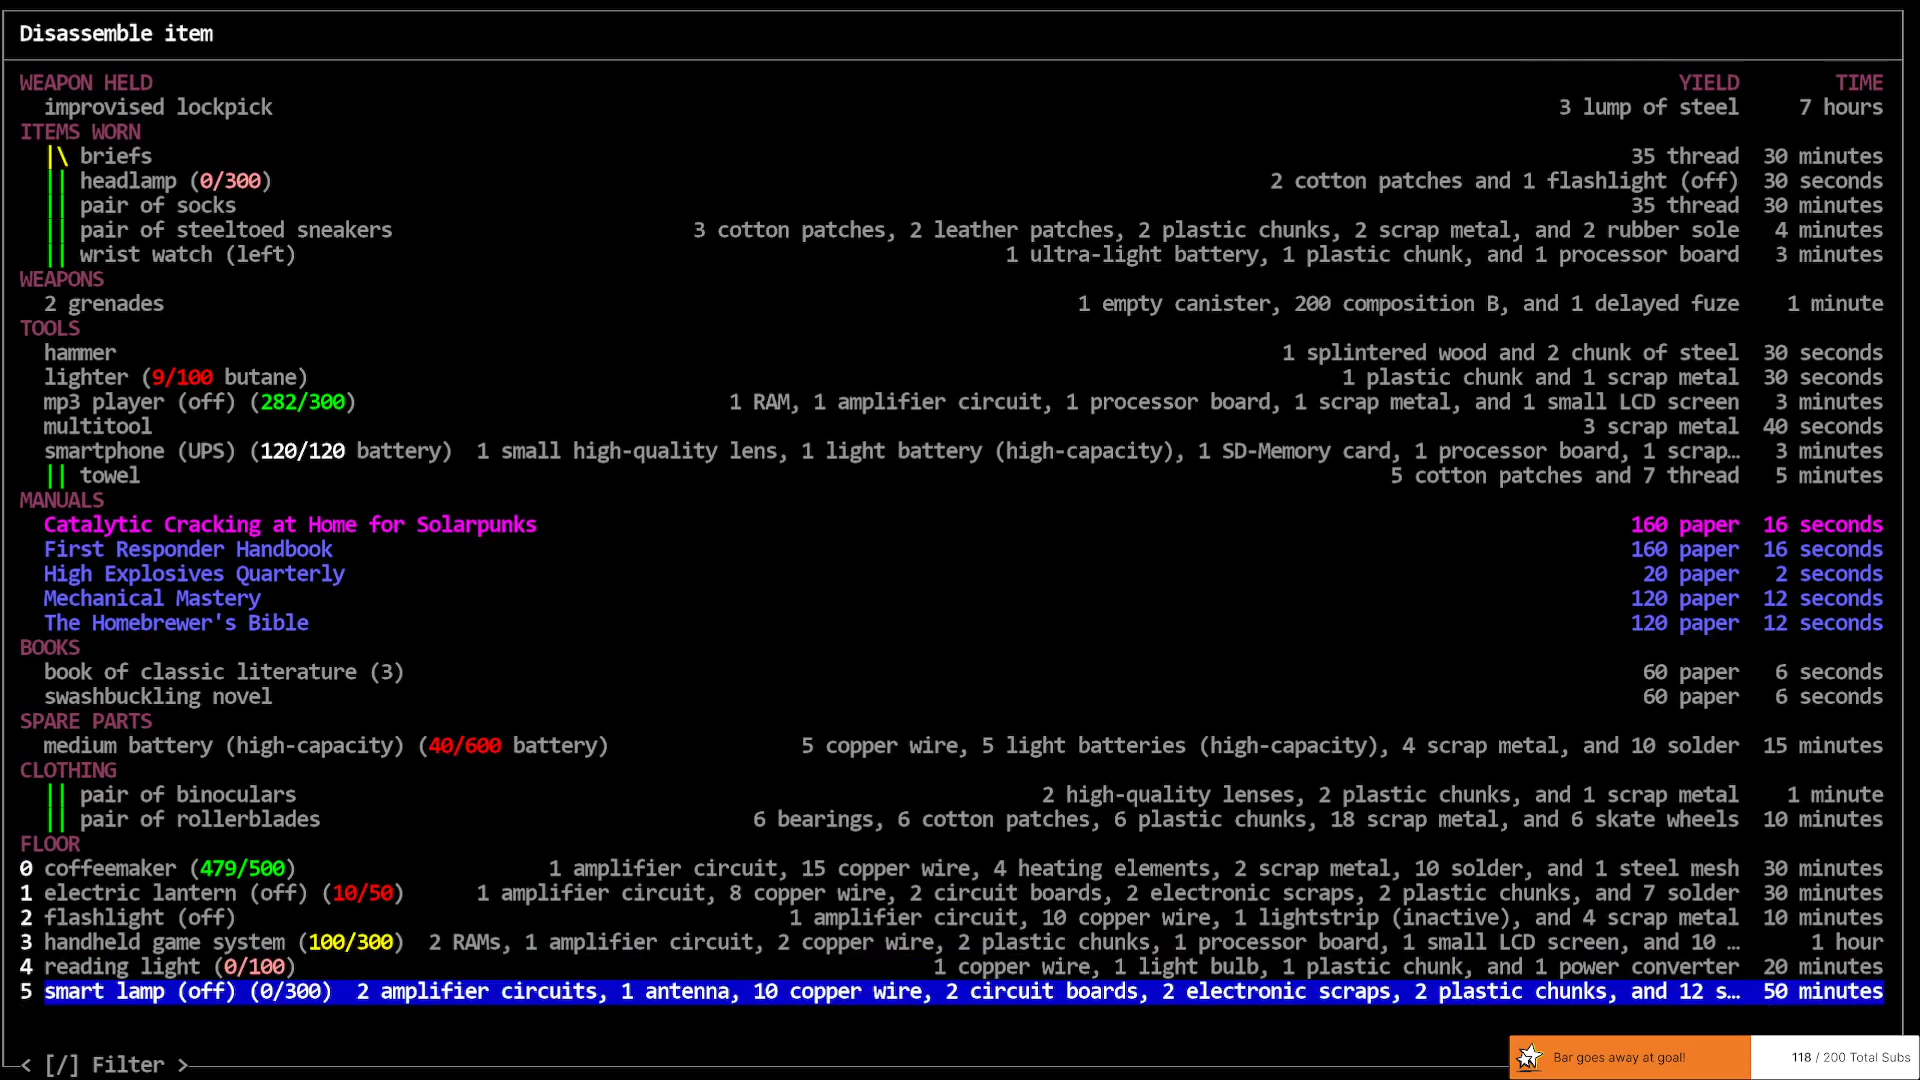 Disassemble item
WEAPON HELD YIELD TIME
improvised lockpick 3 lump of steel 7 hours
ITEMS WORN
|\ briefs 35 thread 30 minutes
|| headlamp (0/300) 2 cotton patches and 1 flashlight (off) 30 seconds
|| pair of socks 35 thread 30 minutes
|| pair of steeltoed sneakers 3 cotton patches, 2 leather patches, 2 plastic chunks, 2 scrap metal, and 2 rubber sole 4 minutes
|| wrist watch (left) 1 ultra-light battery, 1 plastic chunk, and 1 processor board 3 minutes
WEAPONS
2 grenades 1 empty canister, 200 composition B, and 1 delayed fuze 1 minute
TOOLS
hammer 1 splintered wood and 2 chunk of steel 30 seconds
lighter (9/100 butane) 1 plastic chunk and 1 scrap metal 30 seconds
mp3 player (off) (282/300) 1 RAM, 1 amplifier circuit, 1 processor board, 1 scrap metal, and 1 small LCD screen 3 minutes
multitool 3 scrap metal 40 seconds
smartphone (UPS) (120/120 battery) 1 small high-quality lens, 1 light battery (high-capacity), 1 SD-Memory card, 1 processor board, 1 scrap… 3 minutes
|| towel 5 cotton patches and 7 thread 5 minutes
MANUALS
Catalytic Cracking at Home for Solarpunks 160 paper 16 seconds
First Responder Handbook 160 paper 16 seconds
High Explosives Quarterly 20 paper 2 seconds
Mechanical Mastery 120 paper 12 seconds
The Homebrewer's Bible 120 paper 12 seconds
BOOKS
book of classic literature (3) 60 paper 6 seconds
swashbuckling novel 60 paper 6 seconds
SPARE PARTS
medium battery (high-capacity) (40/600 battery) 5 copper wire, 5 light batteries (high-capacity), 4 scrap metal, and 10 solder 15 minutes
CLOTHING
|| pair of binoculars 2 high-quality lenses, 2 plastic chunks, and 1 scrap metal 1 minute
|| pair of rollerblades 6 bearings, 6 cotton patches, 6 plastic chunks, 18 scrap metal, and 6 skate wheels 10 minutes
FLOOR
0 coffeemaker (479/500) 1 amplifier circuit, 15 copper wire, 4 heating elements, 2 scrap metal, 10 solder, and 1 steel mesh 30 minutes
1 electric lantern (off) (10/50) 1 amplifier circuit, 8 copper wire, 2 circuit boards, 2 electronic scraps, 2 plastic chunks, and 7 solder 30 minutes
2 flashlight (off) 1 amplifier circuit, 10 copper wire, 1 lightstrip (inactive), and 4 scrap metal 10 minutes
3 handheld game system (100/300) 2 RAMs, 1 amplifier circuit, 2 copper wire, 2 plastic chunks, 1 processor board, 1 small LCD screen, and 10 … 1 hour
4 reading light (0/100) 1 copper wire, 1 light bulb, 1 plastic chunk, and 1 power converter 20 minutes
5 smart lamp (off) (0/300) 2 amplifier circuits, 1 antenna, 10 copper wire, 2 circuit boards, 2 electronic scraps, 2 plastic chunks, and 12 s… 50 minutes
< [/] Filter >
Bar goes away at goal! 118 / 200 Total Subs